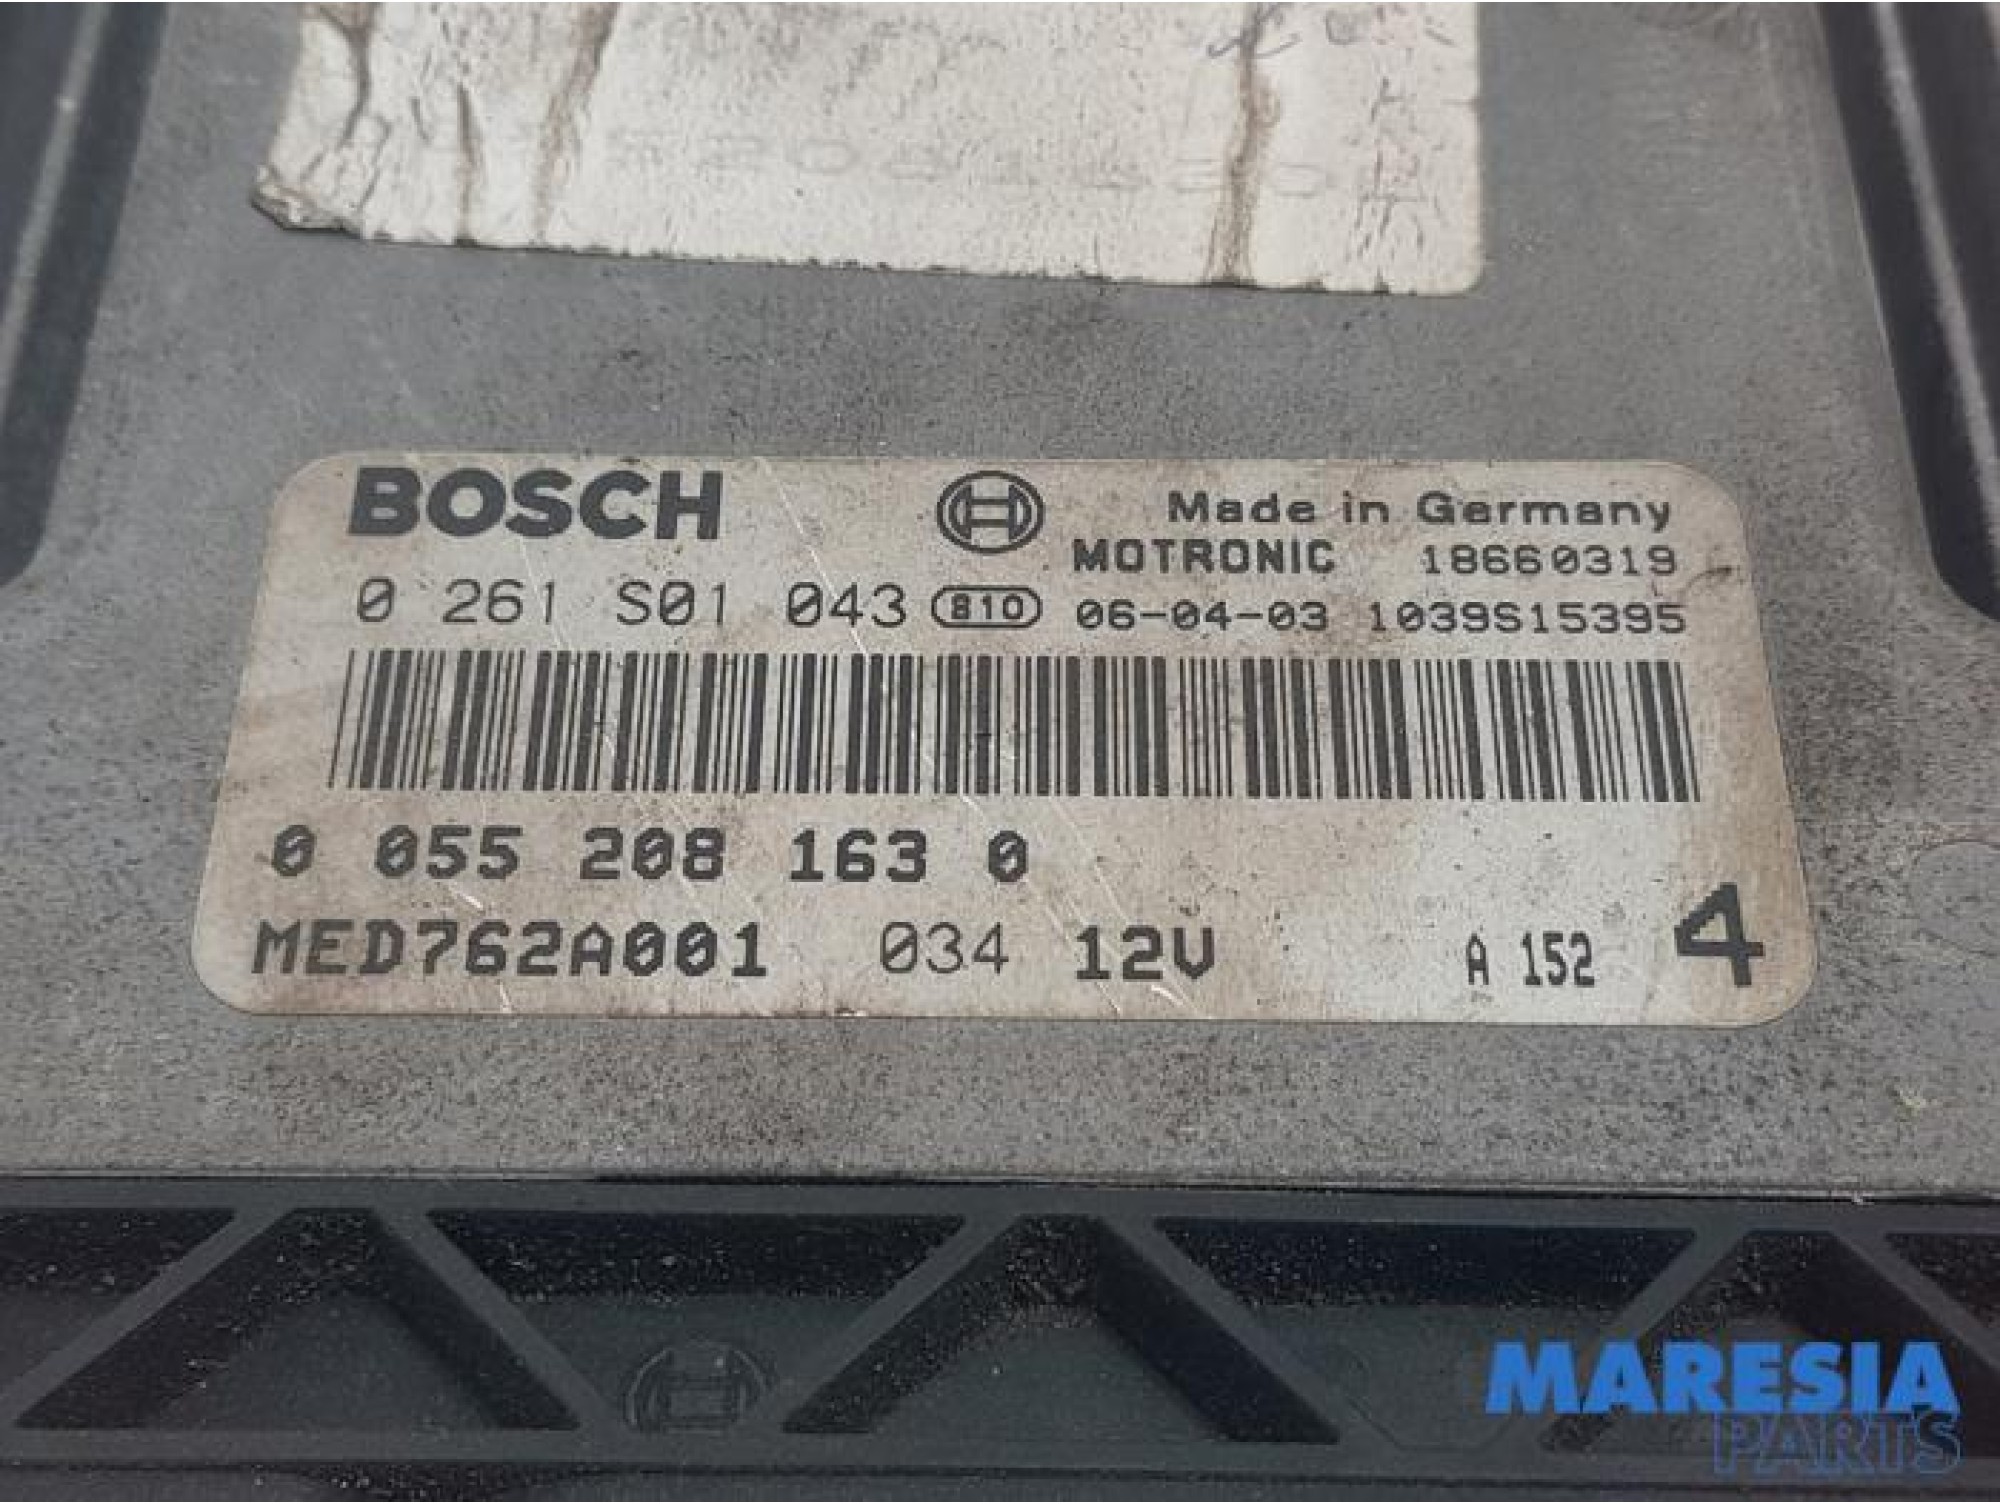 BOSCH
Made in Germany
MOTRONIC 18660319
0 261 S01 043 810 06-04-03 1039S15395
0 055 208 163 0
MED762A001 034 12V A 152 4
MARESIA
PARTS